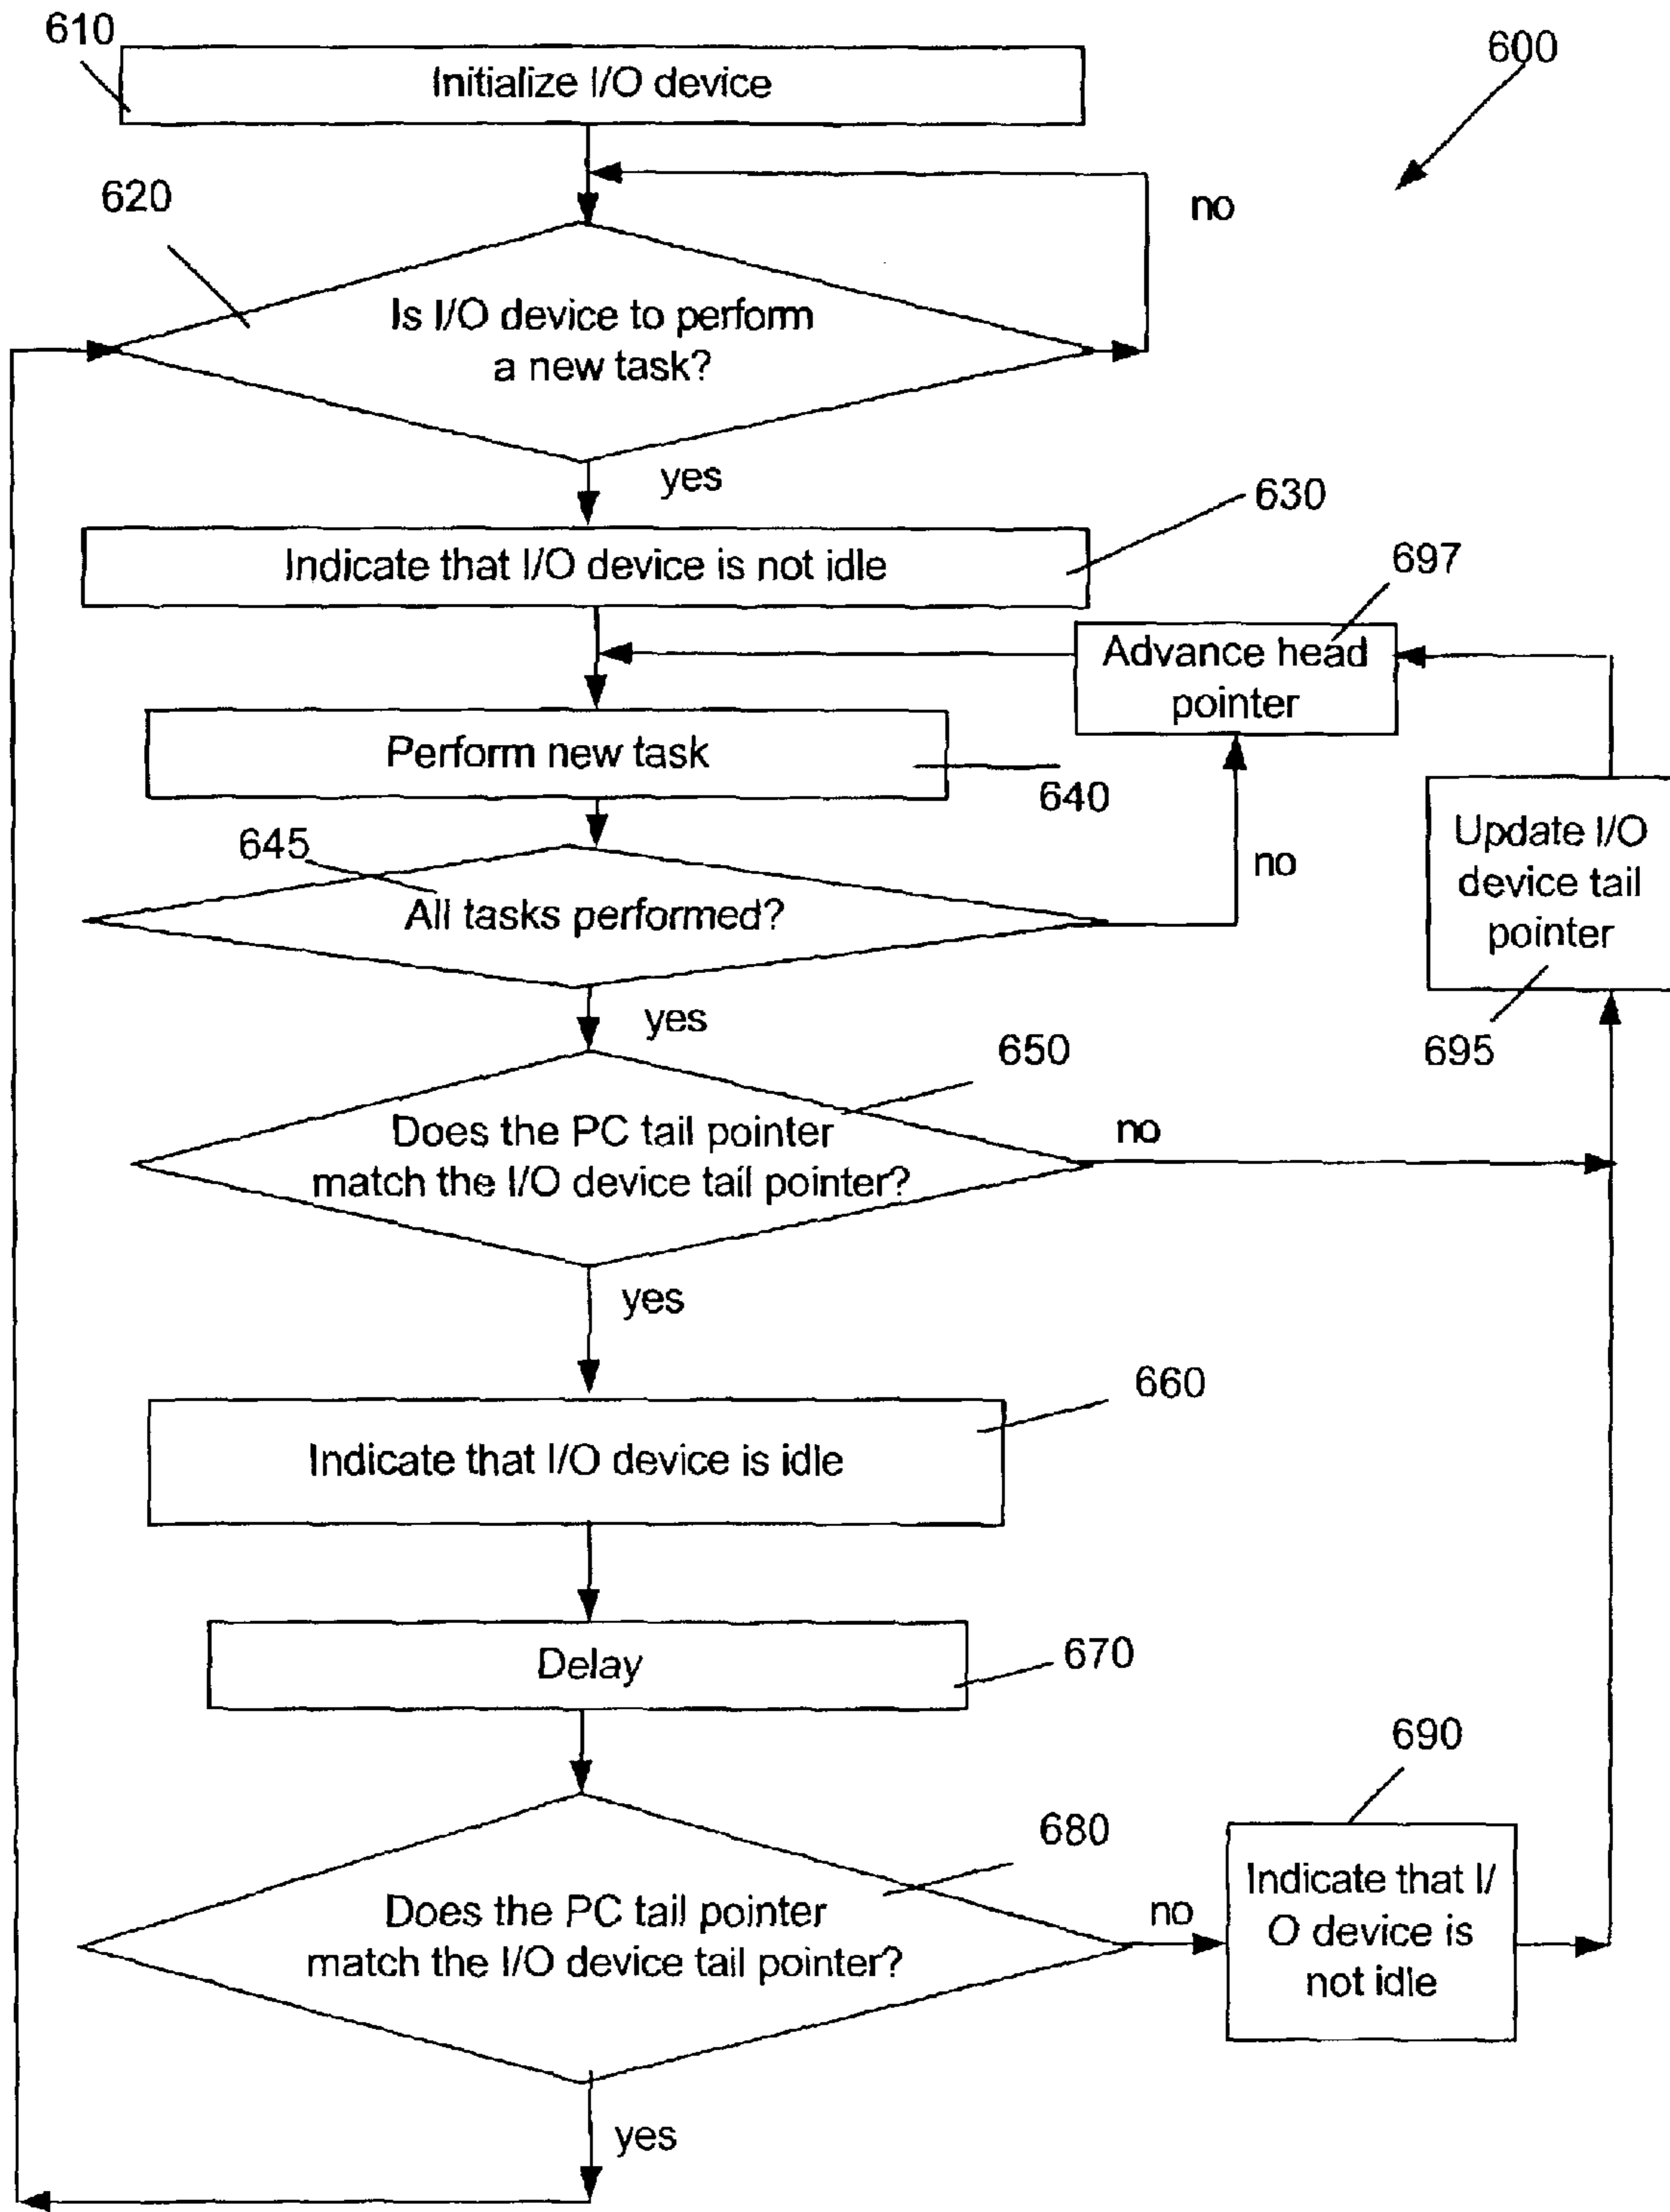 610
Initialize I/O device
600
620
no
Is I/O device to perform
a new task?
yes
630
Indicate that I/O device is not idle
697
Advance head
pointer
Perform new task
640
645
All tasks performed?
no
Update I/O
device tail
pointer
695
yes
650
Does the PC tail pointer
match the I/O device tail pointer?
no
yes
660
Indicate that I/O device is idle
Delay
670
680
Does the PC tail pointer
match the I/O device tail pointer?
no
690
Indicate that I/
O device is
not idle
yes